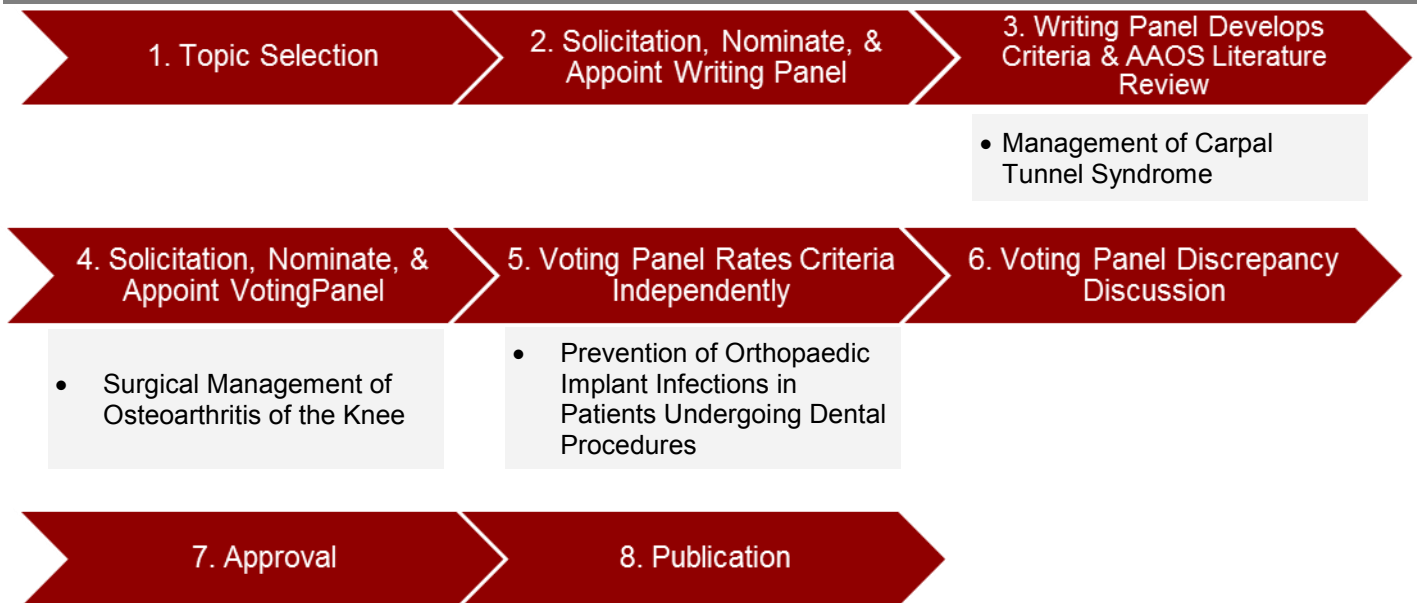 1. Topic Selection
2. Solicitation, Nominate, &
Appoint Writing Panel
3. Writing Panel Develops
Criteria & AAOS Literature
Review
• Management of Carpal
Tunnel Syndrome
4. Solicitation, Nominate, &
Appoint VotingPanel
5. Voting Panel Rates Criteria
Independently
6. Voting Panel Discrepancy
Discussion
• Surgical Management of
Osteoarthritis of the Knee
• Prevention of Orthopaedic
Implant Infections in
Patients Undergoing Dental
Procedures
7. Approval
8. Publication